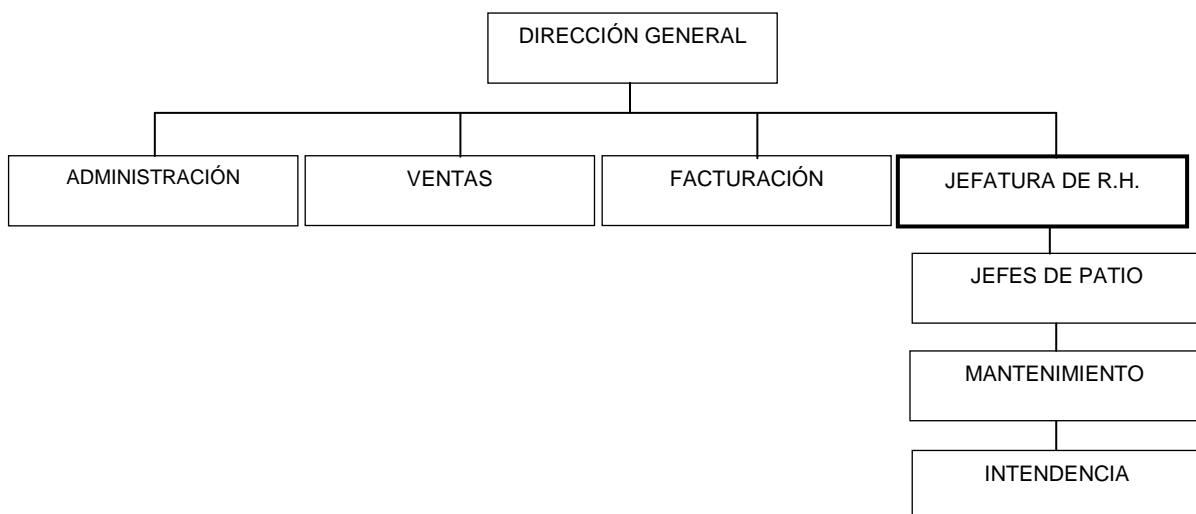 DIRECCIÓN GENERAL
ADMINISTRACIÓN
VENTAS
FACTURACIÓN
JEFATURA DE R.H.
JEFES DE PATIO
MANTENIMIENTO
INTENDENCIA